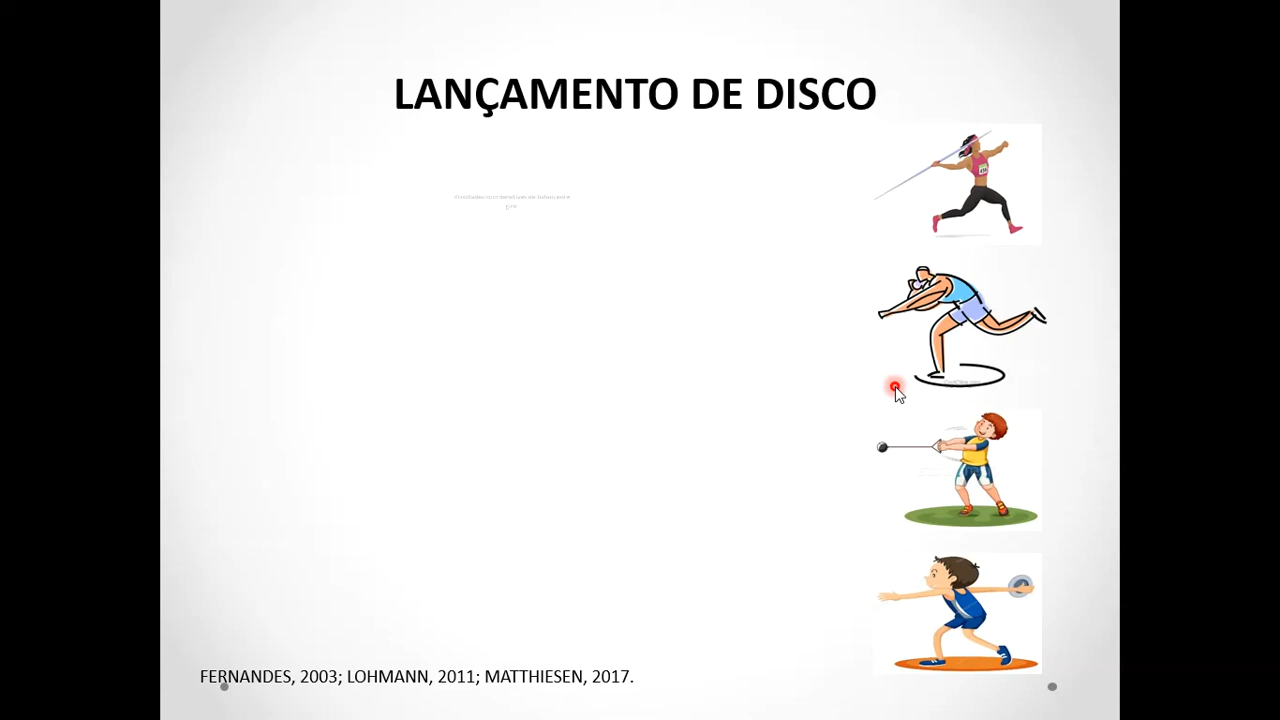 LANÇAMENTO DE DISCO
FERNANDES, 2003; LOHMANN, 2011; MATTHIESEN, 2017.